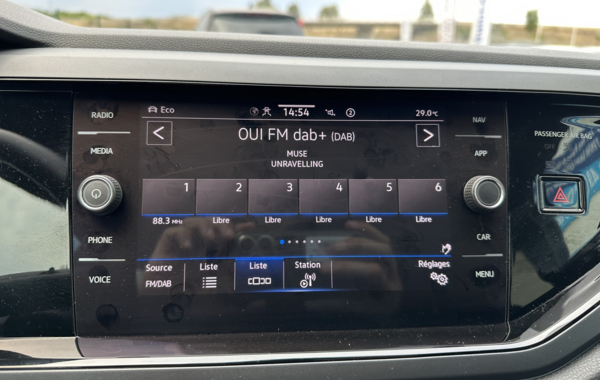 RADIO
MEDIA
PHONE
VOICE
Eco
14:54
2
29.0°C
< OUI FM dab+ (DAB) >
MUSE
UNRAVELLING
1 2 3 4 5 6
88.3 MHz Libre Libre Libre Libre Libre
Source Liste Liste Station Réglages
FM/DAB
NAV
APP
CAR
MENU
PASSENGER AIR BAG